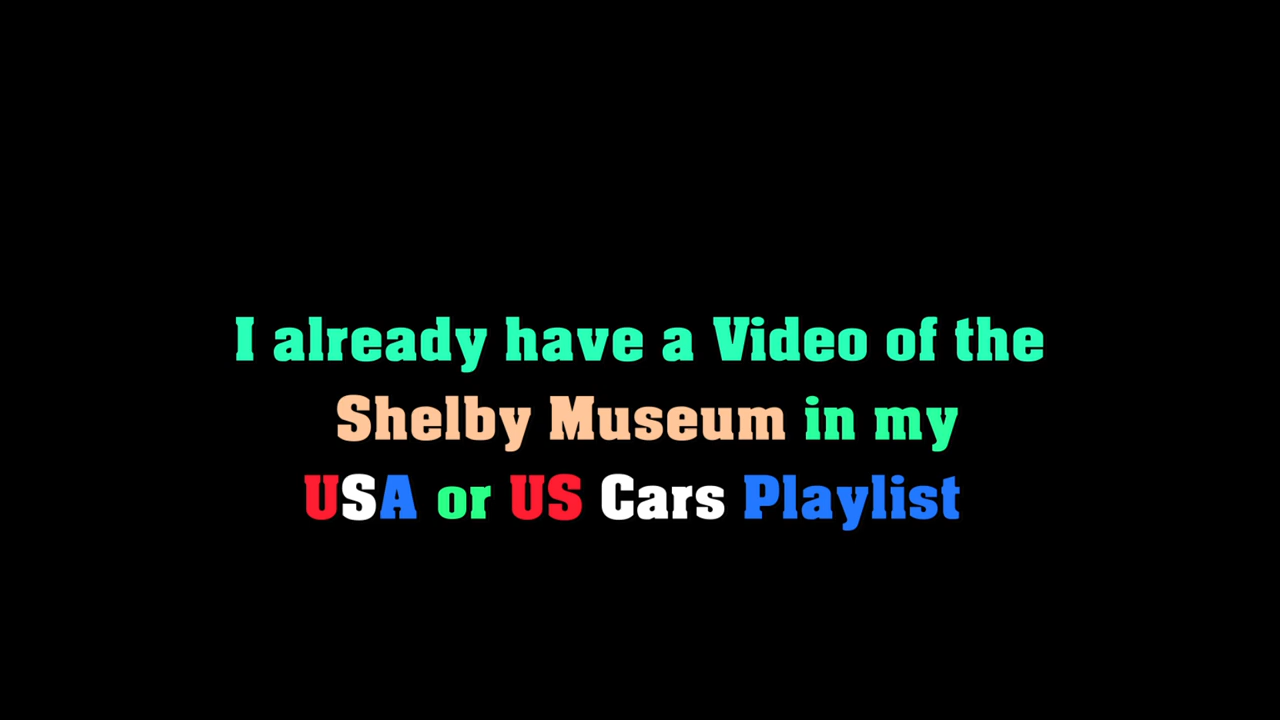 I already have a Video of the
Shelby Museum in my
USA or US Cars Playlist